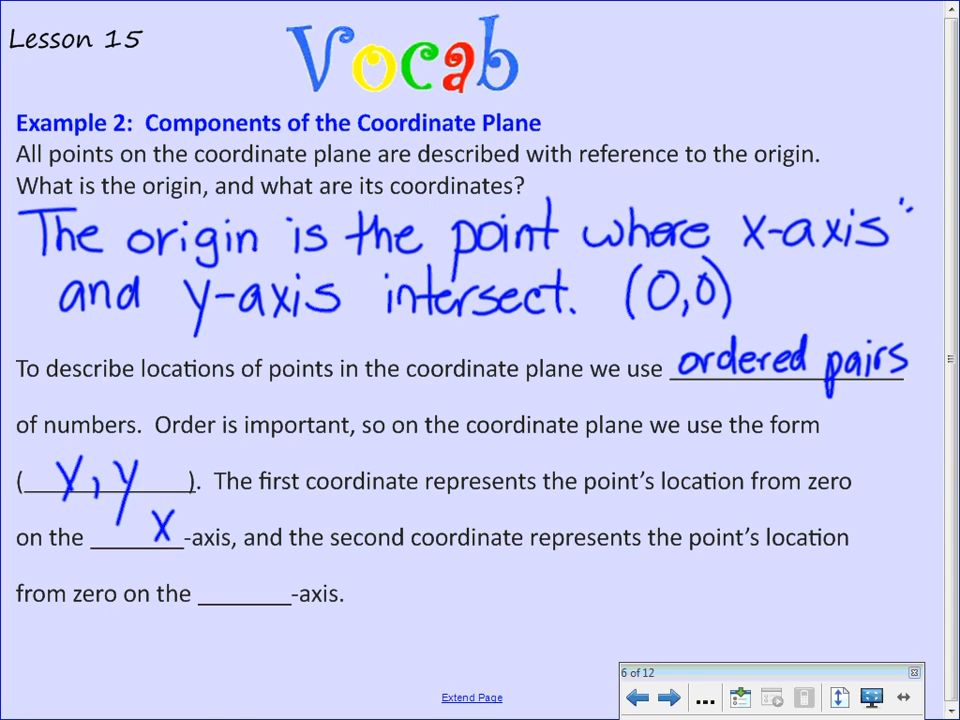 Lesson 15
Vocab
Example 2: Components of the Coordinate Plane
All points on the coordinate plane are described with reference to the origin.
What is the origin, and what are its coordinates?
The origin is the point where x-axis
and y-axis intersect. (0,0)
To describe locations of points in the coordinate plane we use ordered pairs
of numbers. Order is important, so on the coordinate plane we use the form
(x, y). The first coordinate represents the point's location from zero
on the x-axis, and the second coordinate represents the point's location
from zero on the _______-axis.
6 of 12
Extend Page